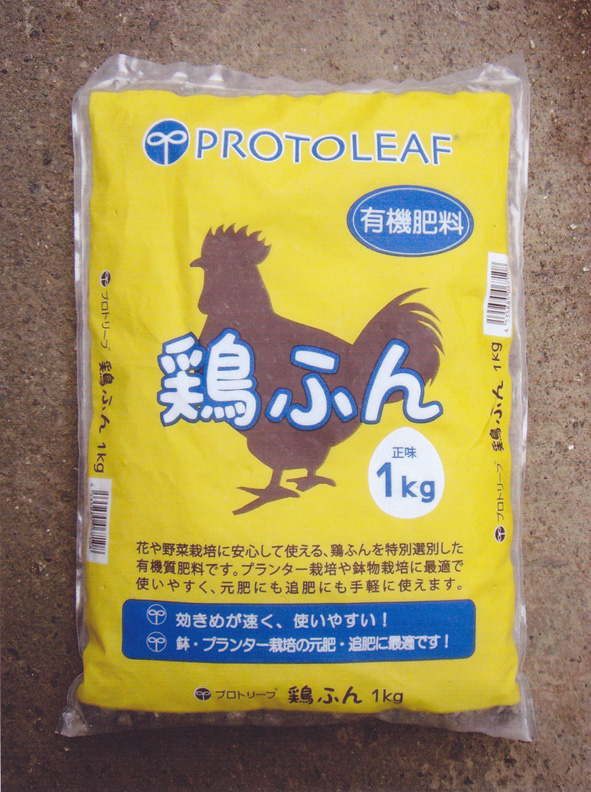 PROTOLEAF
有機肥料
鶏ふん
正味
1kg
花や野菜栽培に安心して使える、鶏ふんを特別選別した
有機質肥料です。プランター栽培や鉢物栽培に最適で
使いやすく、元肥にも追肥にも手軽に使えます。
効きめが速く、使いやすい!
鉢・プランター栽培の元肥・追肥に最適です!
プロトリーフ 鶏ふん 1kg
プロトリーフ 鶏ふん 1kg
プロトリーフ 鶏ふん 1kg